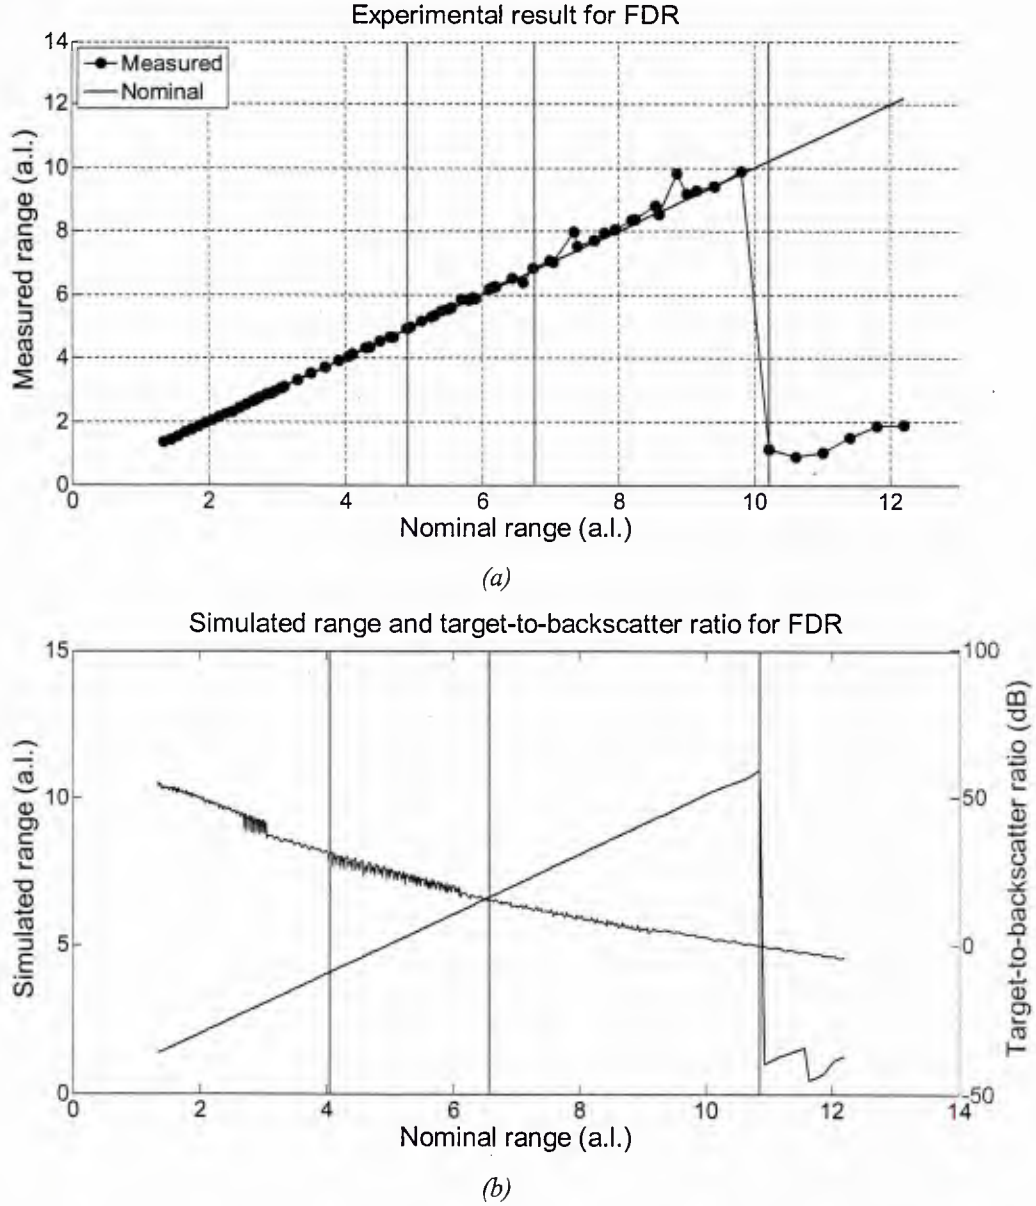 Experimental result for FDR
14
12
10
8
6
4
2
0
Measured range (a.l.)
Measured
Nominal
0 2 4 6 8 10 12
Nominal range (a.l.)
(a)
Simulated range and target-to-backscatter ratio for FDR
15
10
5
0
Simulated range (a.l.)
100
50
0
-50
Target-to-backscatter ratio (dB)
0 2 4 6 8 10 12 14
Nominal range (a.l.)
(b)